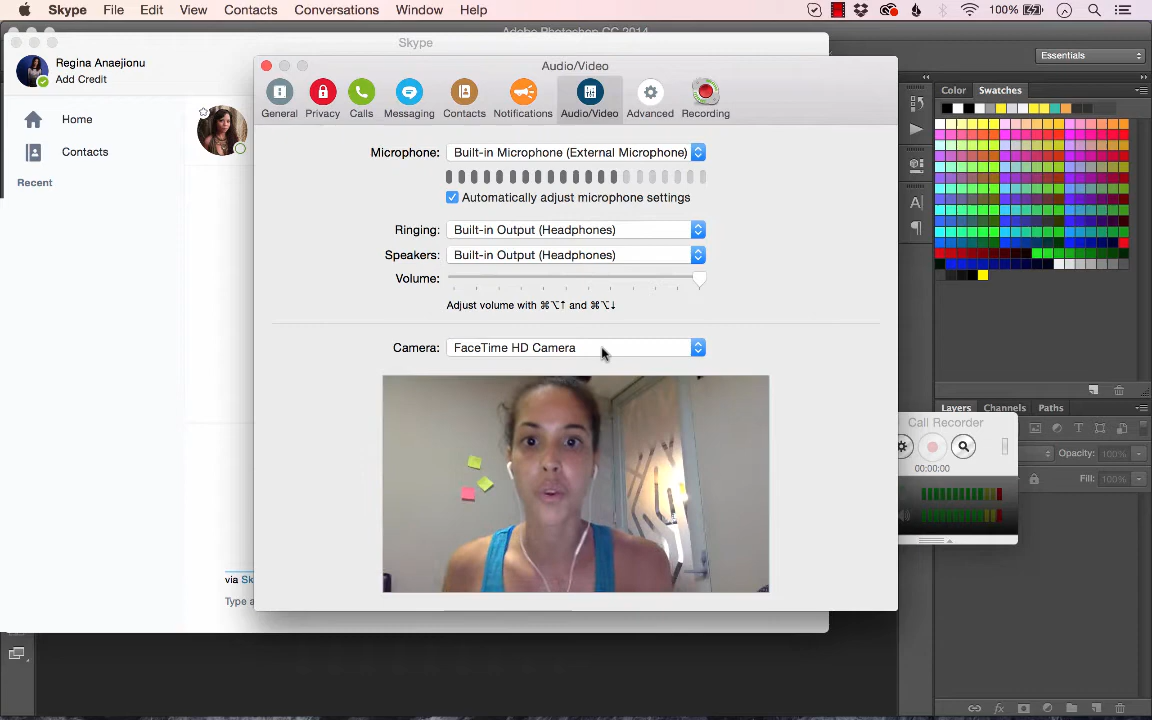 Skype File Edit View Contacts Conversations Window Help 100%
Adobe Photoshop CC 2014
Skype
Essentials
Regina Anaejionu
Add Credit
Home
Contacts
Recent
via Sk
Type a
Audio/Video
General Privacy Calls Messaging Contacts Notifications Audio/Video Advanced Recording
Microphone: Built-in Microphone (External Microphone)
Automatically adjust microphone settings
Ringing: Built-in Output (Headphones)
Speakers: Built-in Output (Headphones)
Volume:
Adjust volume with ⌘⌥↑ and ⌘⌥↓
Camera: FaceTime HD Camera
Color Swatches
Layers Channels Paths
Call Recorder
00:00:00
Opacity: 100%
Fill: 100%